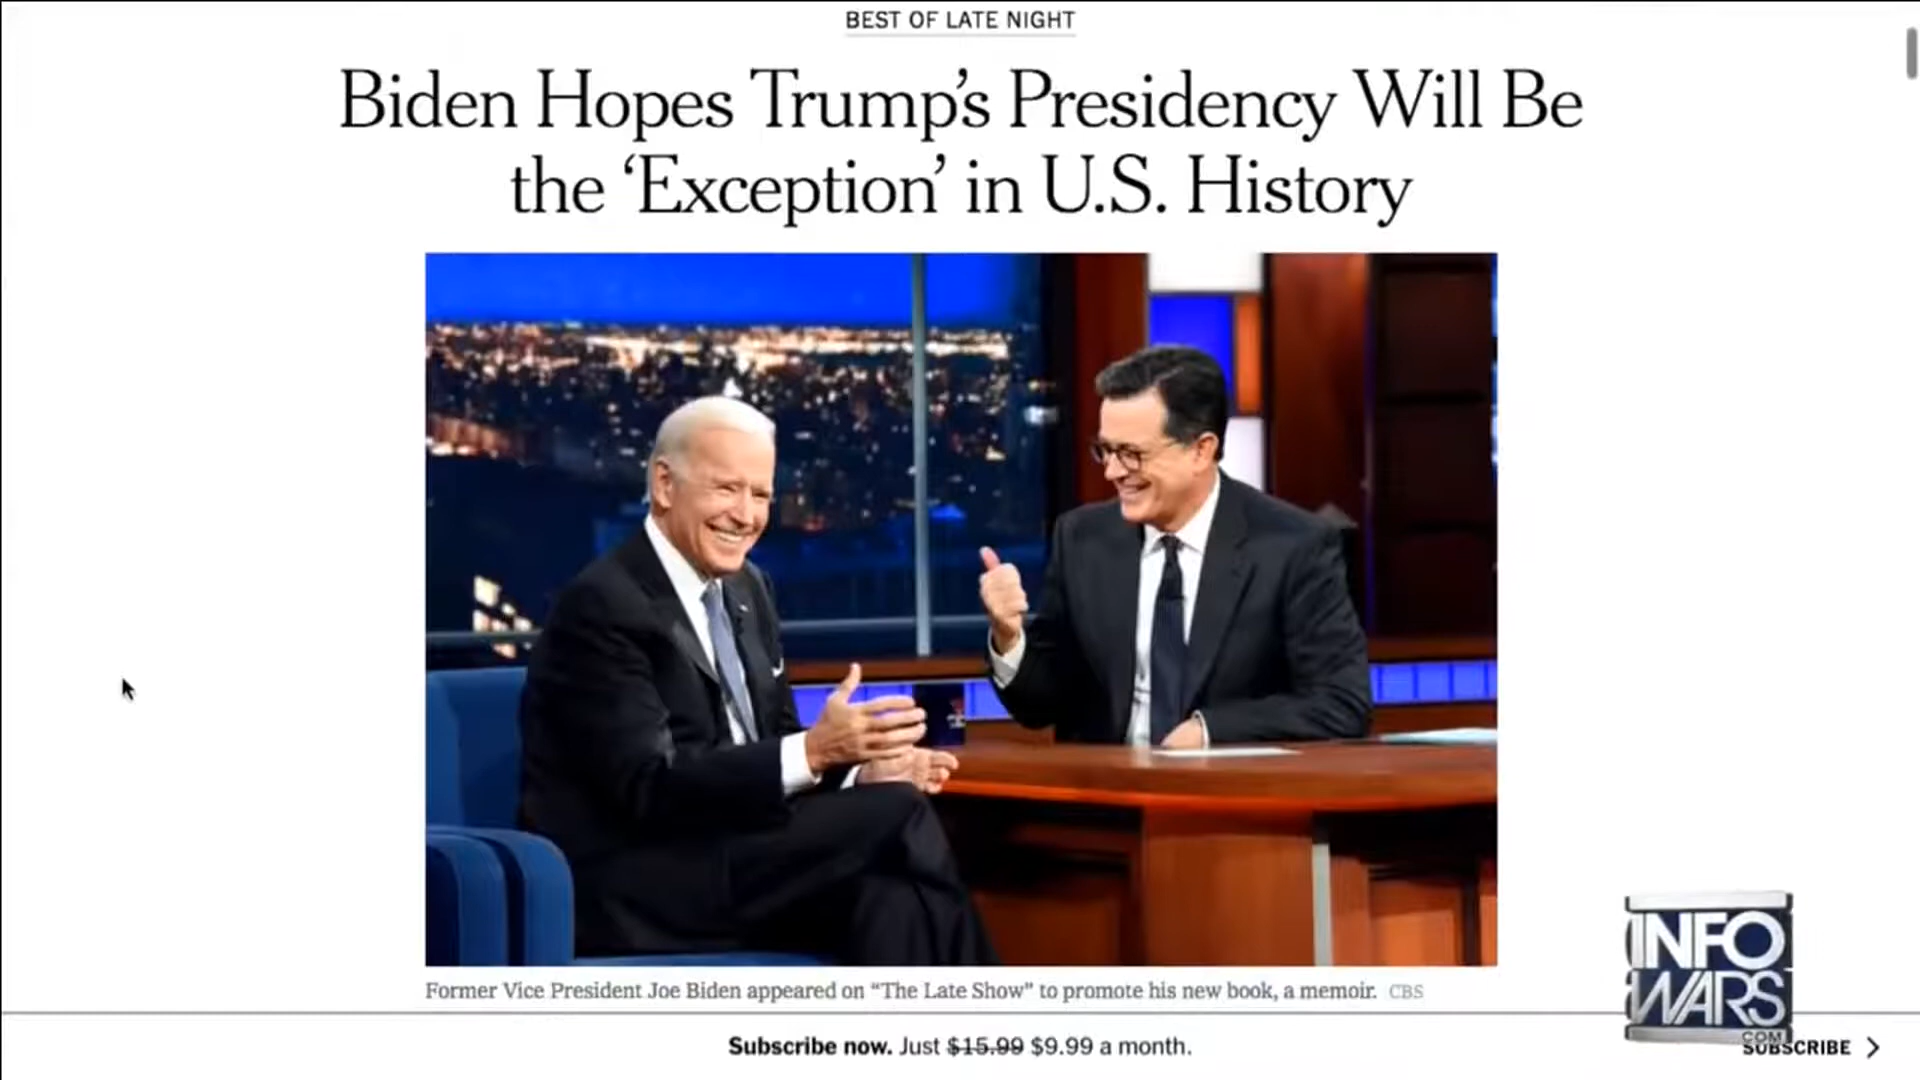 BEST OF LATE NIGHT
Biden Hopes Trump's Presidency Will Be
the ‘Exception’ in U.S. History
Former Vice President Joe Biden appeared on “The Late Show” to promote his new book, a memoir. CBS
Subscribe now. Just $15.99 $9.99 a month.
INFO
WARS
.COM
SUBSCRIBE